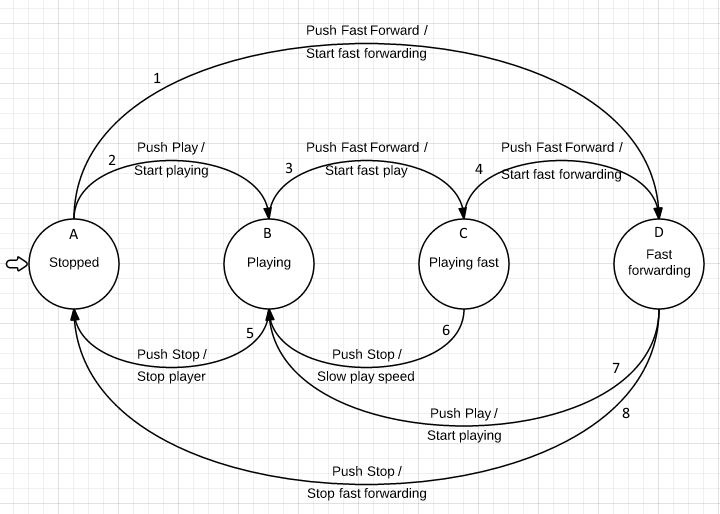 Push Fast Forward /
Start fast forwarding
1
2
Push Play /
Start playing
3
Push Fast Forward /
Start fast play
4
Push Fast Forward /
Start fast forwarding
A
Stopped
B
Playing
C
Playing fast
D
Fast
forwarding
5
Push Stop /
Stop player
6
Push Stop /
Slow play speed
7
Push Play /
Start playing
8
Push Stop /
Stop fast forwarding